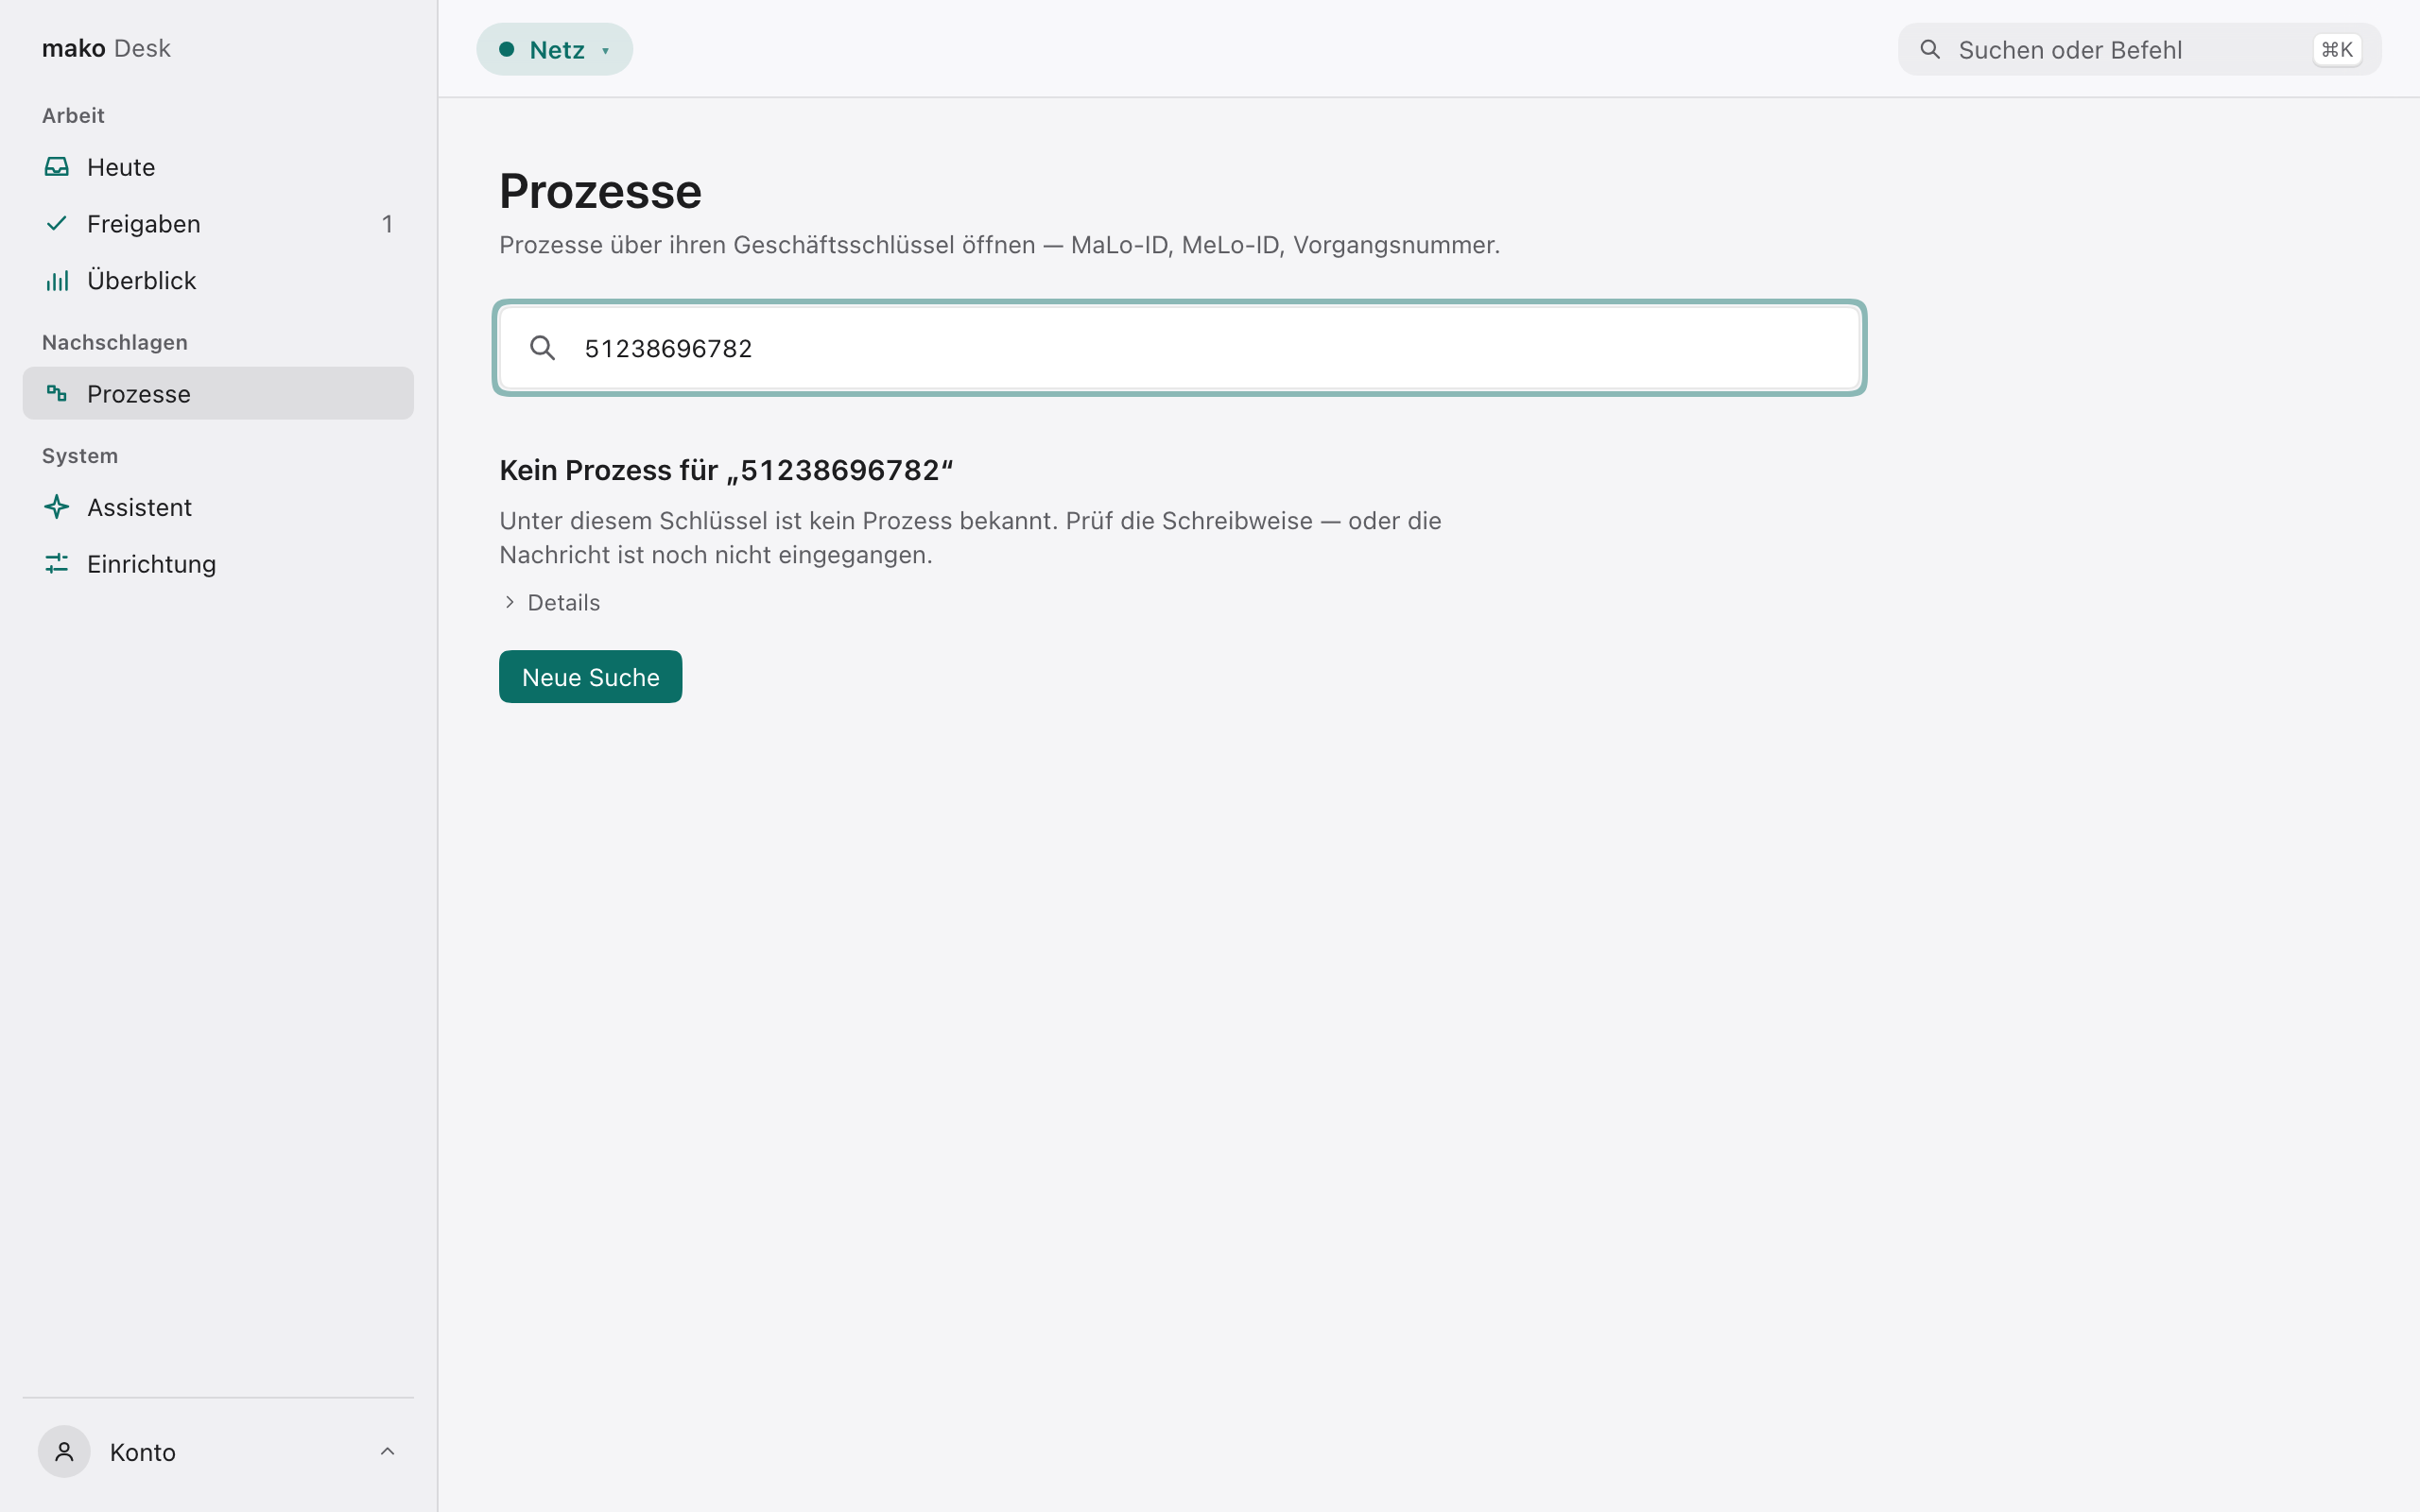 mako Desk
Netz
Suchen oder Befehl
⌘K
Arbeit
Heute
Freigaben 1
Überblick
Nachschlagen
Prozesse
System
Assistent
Einrichtung
Konto
Prozesse
Prozesse über ihren Geschäftsschlüssel öffnen — MaLo-ID, MeLo-ID, Vorgangsnummer.
51238696782
Kein Prozess für „51238696782“
Unter diesem Schlüssel ist kein Prozess bekannt. Prüf die Schreibweise — oder die
Nachricht ist noch nicht eingegangen.
Details
Neue Suche